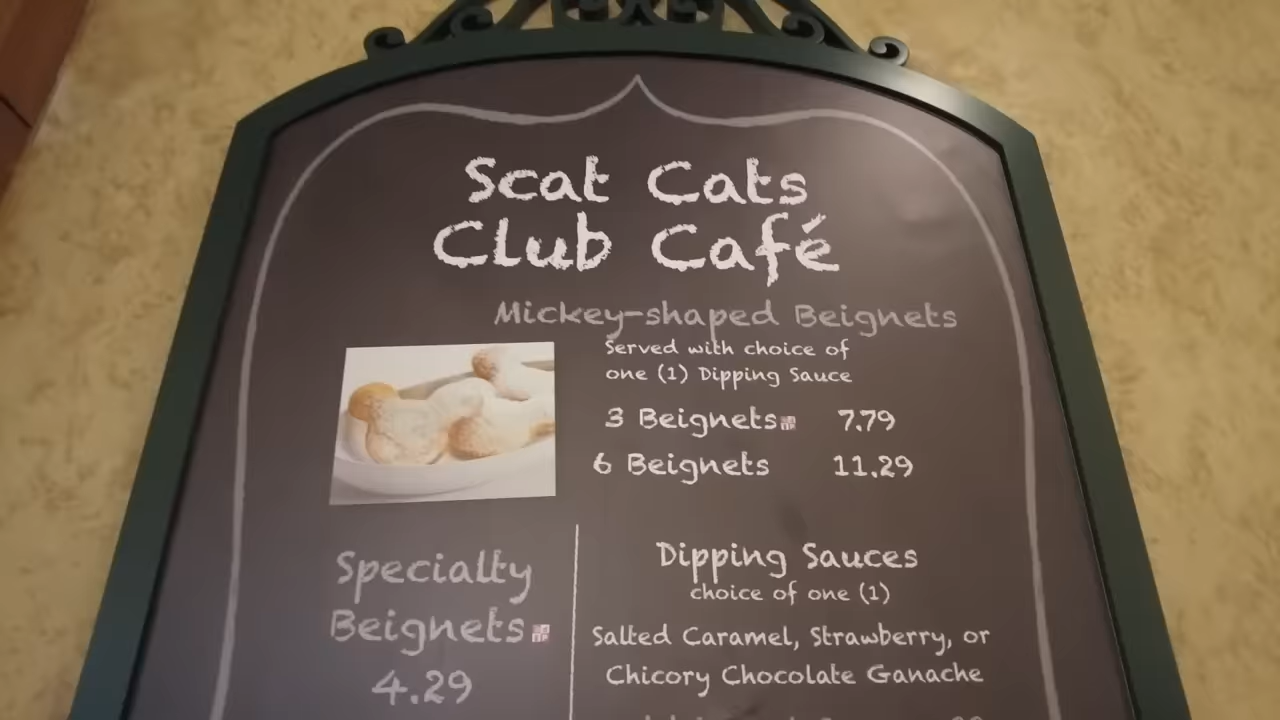 Scat Cats
Club Café
Mickey-shaped Beignets
Served with choice of
one (1) Dipping Sauce
3 Beignets 7.79
6 Beignets 11.29
Specialty
Beignets
4.29
Dipping Sauces
choice of one (1)
Salted Caramel, Strawberry, or
Chicory Chocolate Ganache